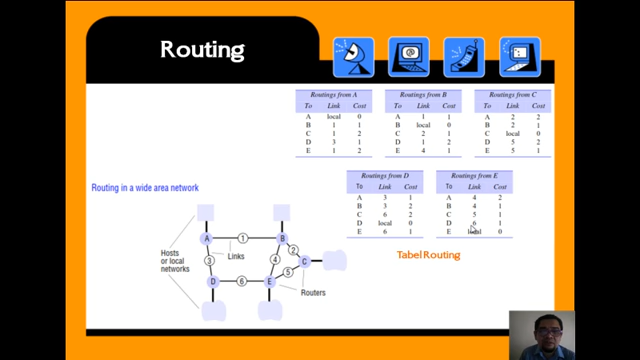 Routing
Routings from A
To Link Cost
A local 0
B 1 1
C 1 2
D 3 1
E 1 2
Routings from B
To Link Cost
A 1 1
B local 0
C 2 1
D 1 2
E 4 1
Routings from C
To Link Cost
A 2 2
B 2 1
C local 0
D 5 2
E 5 1
Routings from D
To Link Cost
A 3 1
B 3 2
C 6 2
D local 0
E 6 1
Routings from E
To Link Cost
A 4 2
B 4 1
C 5 1
D 6 1
E local 0
Tabel Routing
Routing in a wide area network
Hosts
or local
networks
A
1
B
Links
2
3
4
C
5
D
6
E
Routers